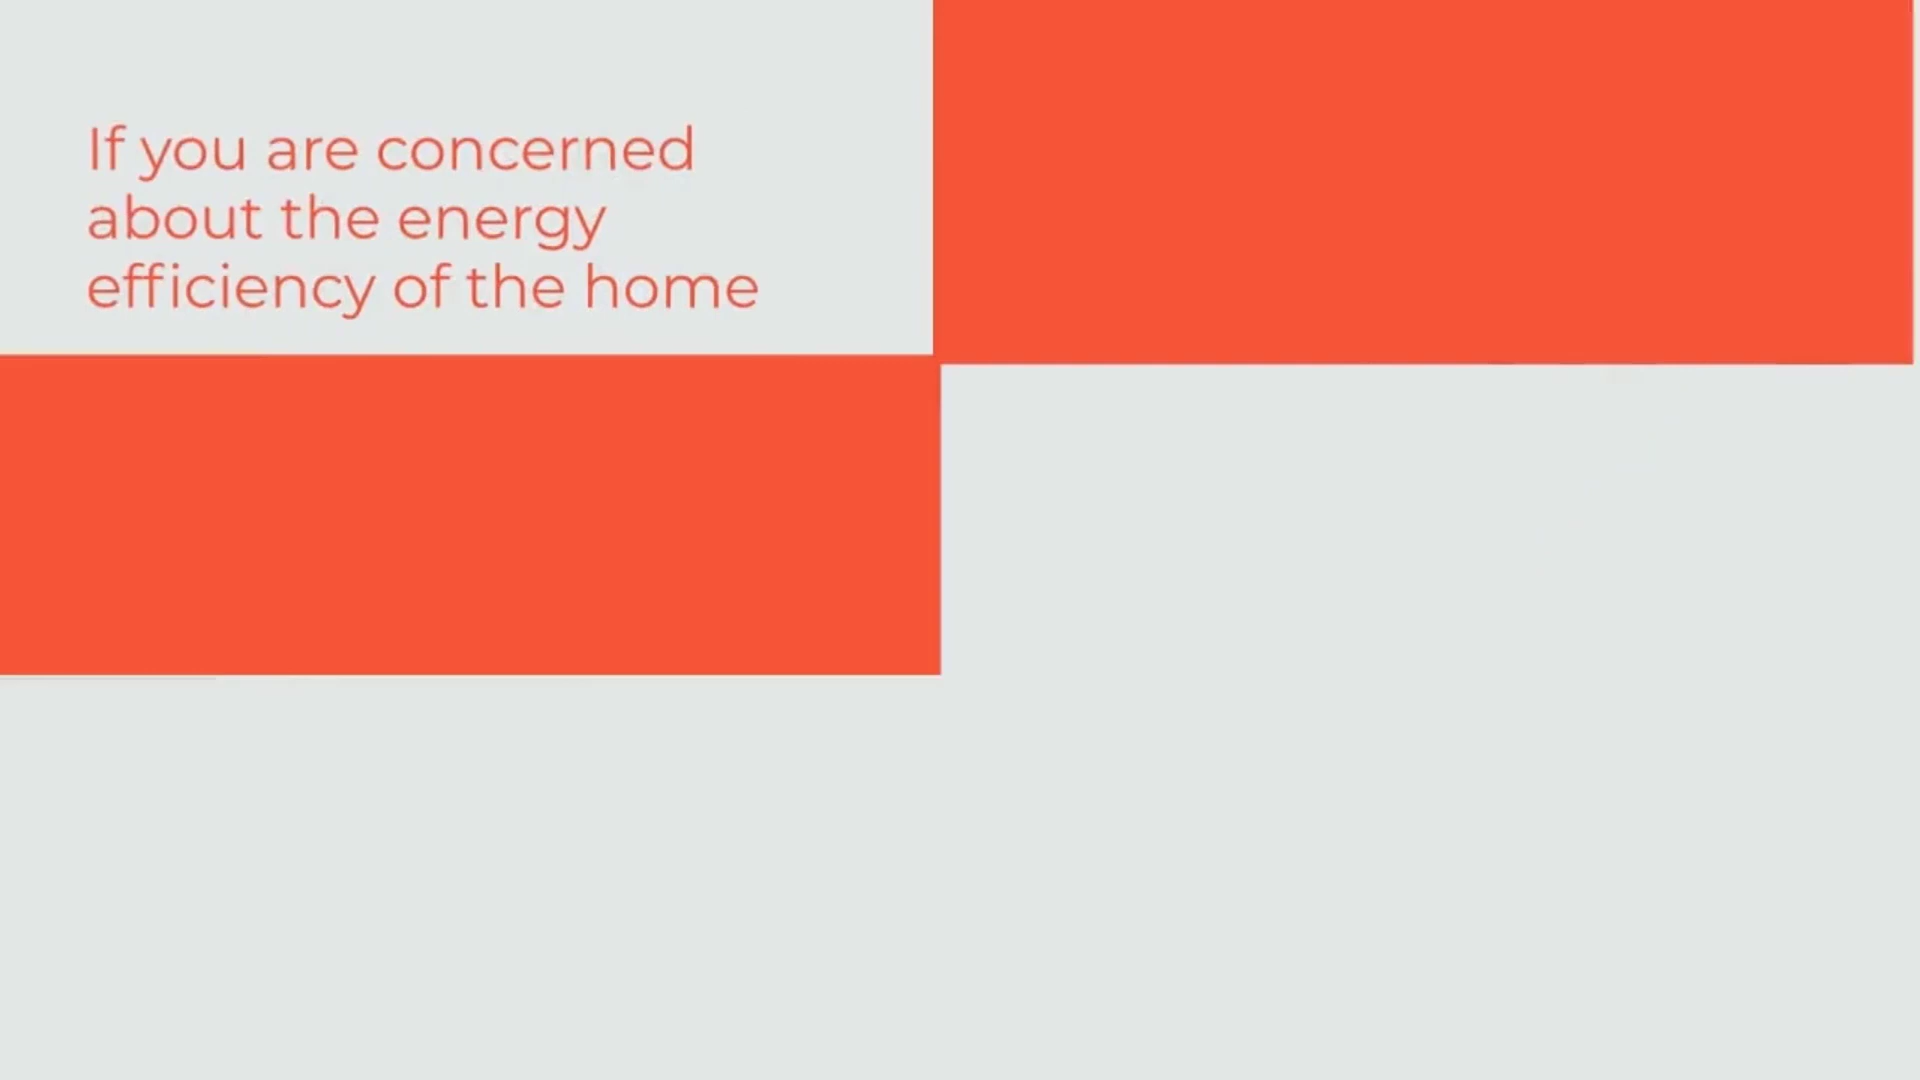 If you are concerned
about the energy
efficiency of the home